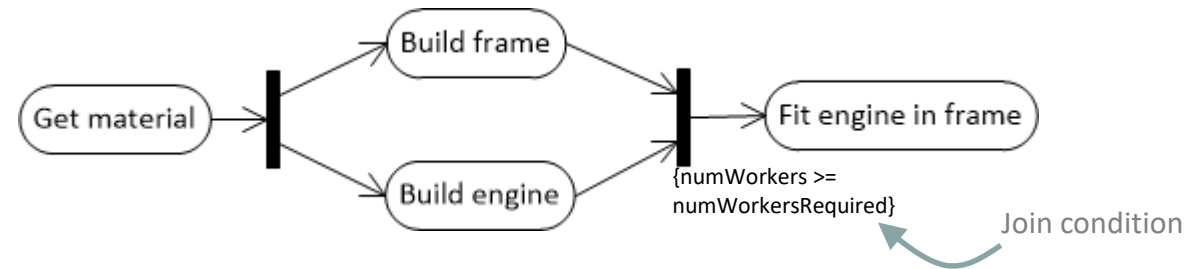 Build frame
Get material
Fit engine in frame
Build engine
{numWorkers >=
numWorkersRequired}
Join condition